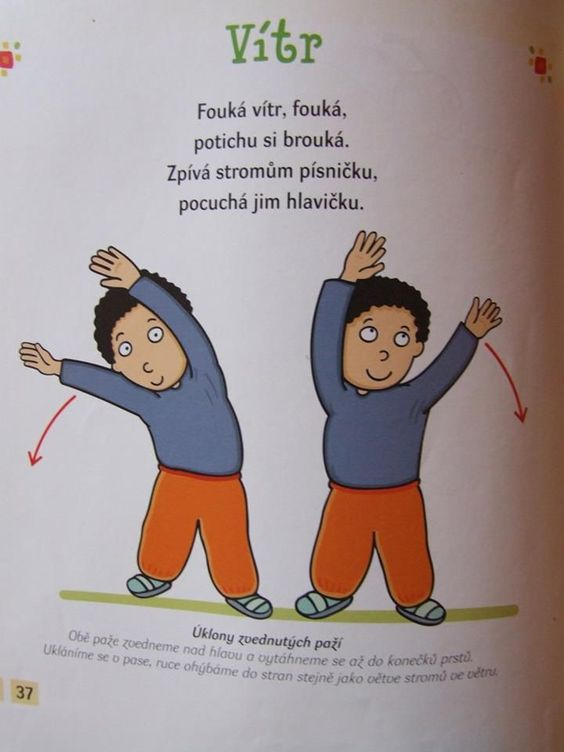 Vítr
Fouká vítr, fouká,
potichu si brouká.
Zpívá stromům písničku,
pocuchá jim hlavičku.
Úklony zvednutých paží
Obě paže zvedneme nad hlavu a vytáhneme se až do konečků prstů.
Ukláníme se v pase, ruce ohýbáme do stran stejně jako větve stromů ve větru.
37